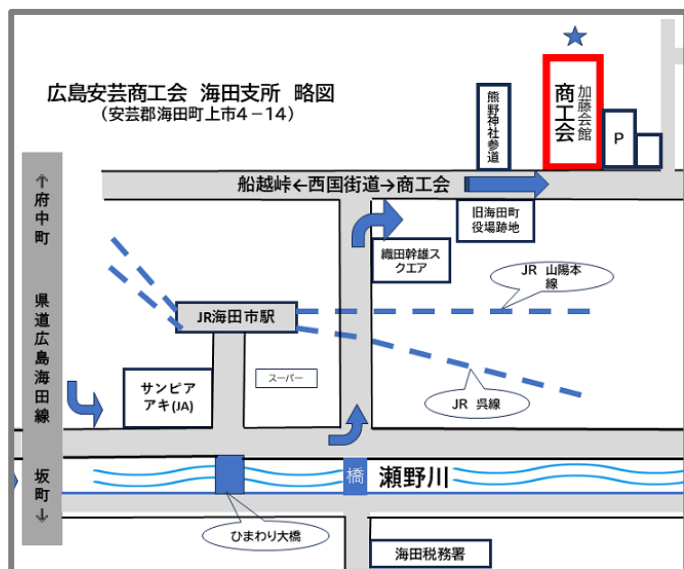 広島安芸商工会 海田支所 略図
（安芸郡海田町上市4－14）
商工会
加藤会館
P
熊野神社参道
船越峠←西国街道→商工会
旧海田町
役場跡地
織田幹雄ス
クエア
JR 山陽本
線
JR海田市駅
↑府中町 県道広島海田線 坂町↓
サンピア
アキ(JA)
スーパー
JR 呉線
橋
瀬野川
ひまわり大橋
海田税務署